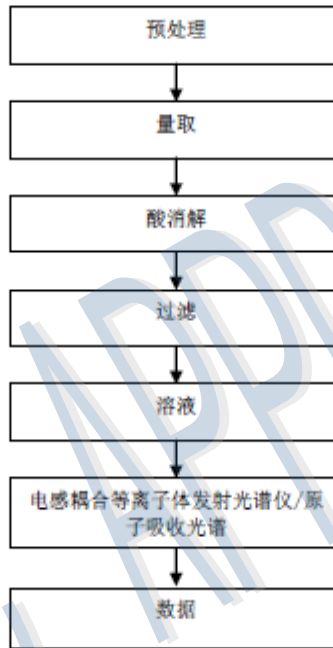 预处理
量取
酸消解
过滤
溶液
电感耦合等离子体发射光谱仪/原
子吸收光谱
数据